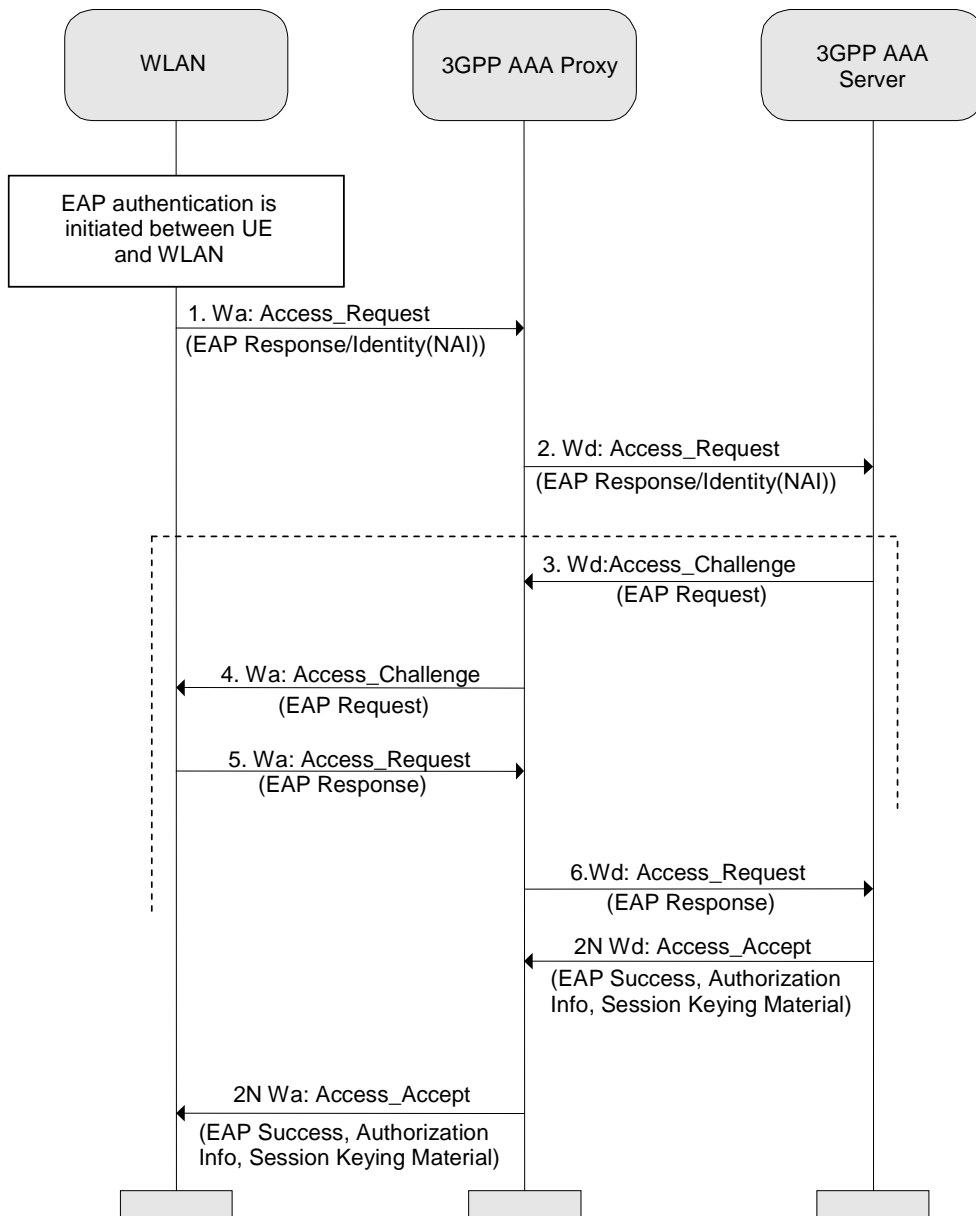 WLAN
3GPP AAA Proxy
3GPP AAA
Server
EAP authentication is
initiated between UE
and WLAN
1. Wa: Access_Request
(EAP Response/Identity(NAI))
2. Wd: Access_Request
(EAP Response/Identity(NAI))
3. Wd:Access_Challenge
(EAP Request)
4. Wa: Access_Challenge
(EAP Request)
5. Wa: Access_Request
(EAP Response)
6.Wd: Access_Request
(EAP Response)
2N Wd: Access_Accept
(EAP Success, Authorization
Info, Session Keying Material)
2N Wa: Access_Accept
(EAP Success, Authorization
Info, Session Keying Material)